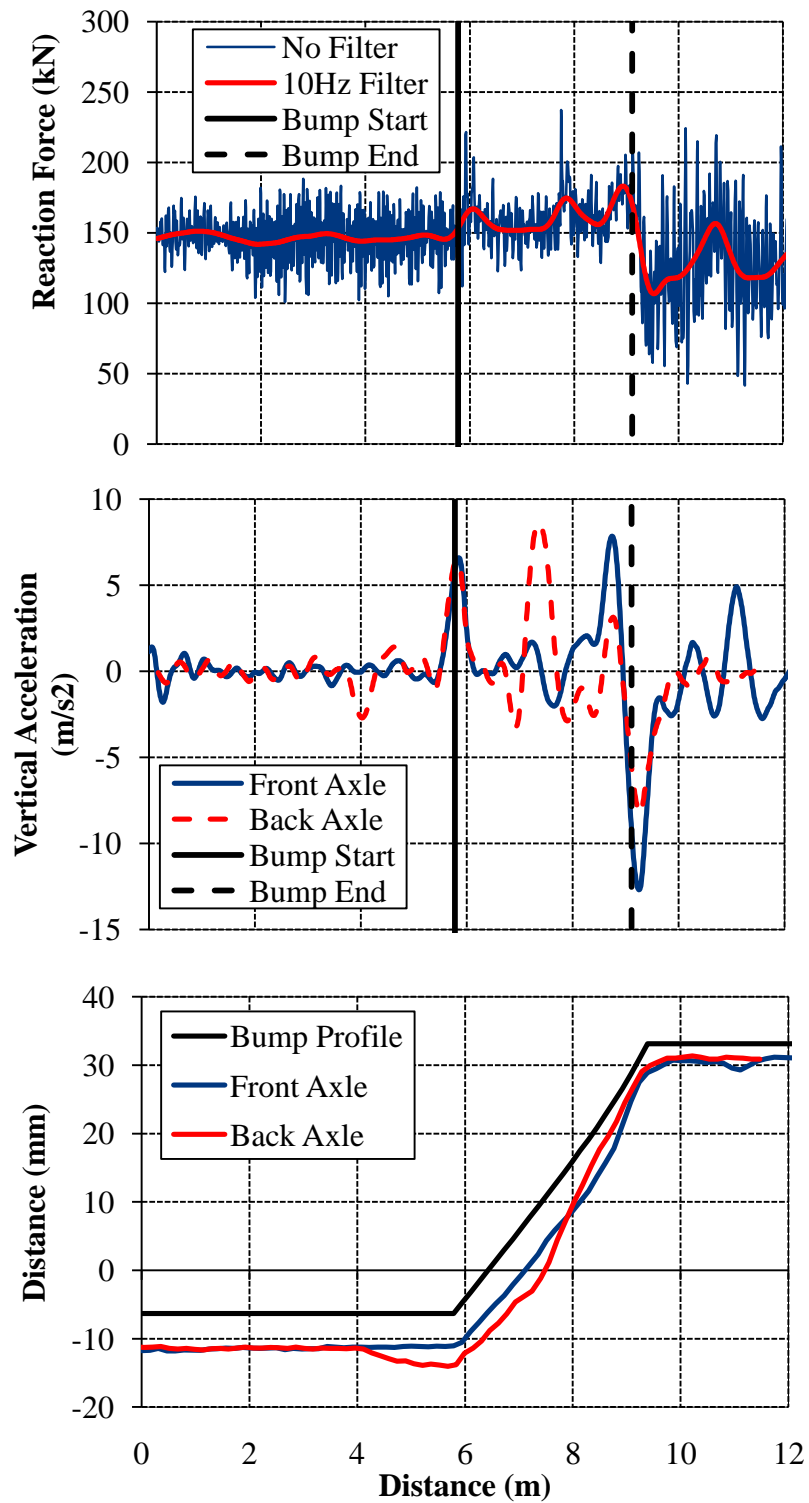 300
250
200
150
100
50
0
Reaction Force (kN)
No Filter
10Hz Filter
Bump Start
Bump End
10
5
0
-5
-10
-15
Vertical Acceleration
(m/s2)
Front Axle
Back Axle
Bump Start
Bump End
40
30
20
10
0
-10
-20
Distance (mm)
Bump Profile
Front Axle
Back Axle
0 2 4 6 8 10 12
Distance (m)